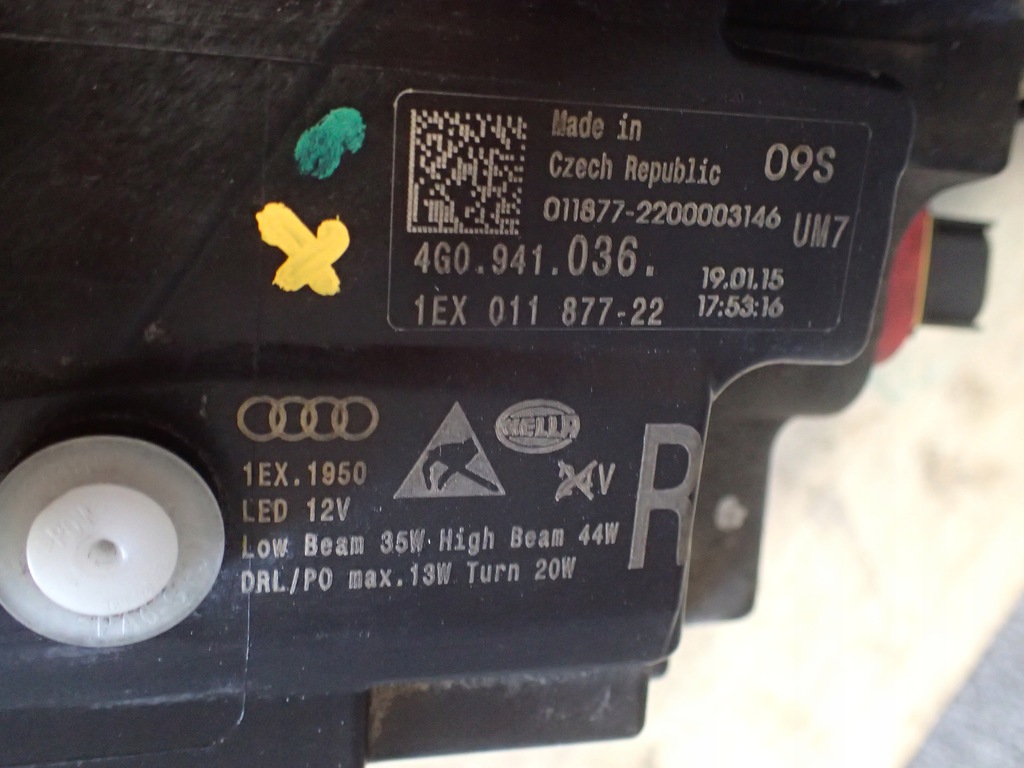 Made in
Czech Republic
09S
011877-2200003146
UM7
4G0.941.036.
19.01.15
1EX 011 877-22
17:53:16
HELLA
1EX.1950
LED 12V
R
Low Beam 35W High Beam 44W
DRL/PO max.13W Turn 20W